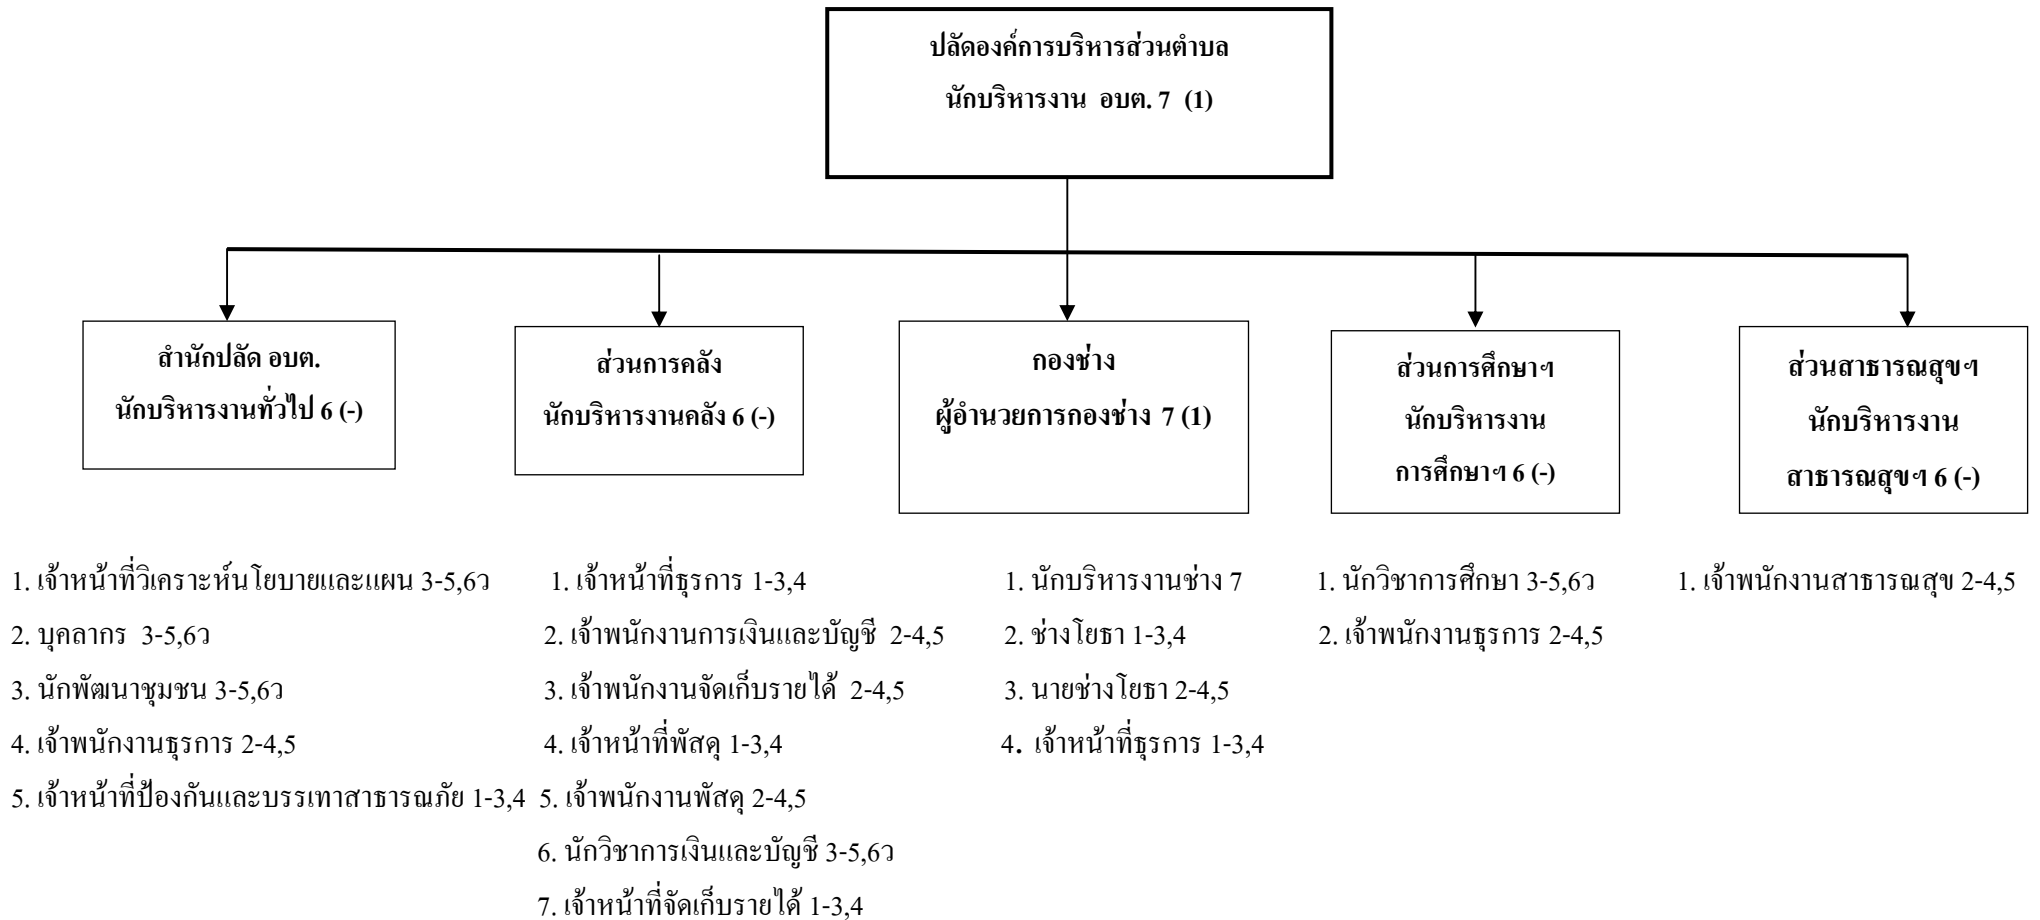 ปลัดองค์การบริหารส่วนตำบล
นักบริหารงาน อบต. 7 (1)
สำนักปลัด อบต.
นักบริหารงานทั่วไป 6 (-)
ส่วนการคลัง
นักบริหารงานคลัง 6 (-)
กองช่าง
ผู้อำนวยการกองช่าง 7 (1)
ส่วนการศึกษาฯ
นักบริหารงาน
การศึกษาฯ 6 (-)
ส่วนสาธารณสุขฯ
นักบริหารงาน
สาธารณสุขฯ 6 (-)
1. เจ้าหน้าที่วิเคราะห์นโยบายและแผน 3-5,6ว
2. บุคลากร 3-5,6ว
3. นักพัฒนาชุมชน 3-5,6ว
4. เจ้าพนักงานธุรการ 2-4,5
5. เจ้าหน้าที่ป้องกันและบรรเทาสาธารณภัย 1-3,4
1. เจ้าหน้าที่ธุรการ 1-3,4
2. เจ้าพนักงานการเงินและบัญชี 2-4,5
3. เจ้าพนักงานจัดเก็บรายได้ 2-4,5
4. เจ้าหน้าที่พัสดุ 1-3,4
5. เจ้าพนักงานพัสดุ 2-4,5
6. นักวิชาการเงินและบัญชี 3-5,6ว
7. เจ้าหน้าที่จัดเก็บรายได้ 1-3,4
1. นักบริหารงานช่าง 7
2. ช่างโยธา 1-3,4
3. นายช่างโยธา 2-4,5
4. เจ้าหน้าที่ธุรการ 1-3,4
1. นักวิชาการศึกษา 3-5,6ว
2. เจ้าพนักงานธุรการ 2-4,5
1. เจ้าพนักงานสาธารณสุข 2-4,5